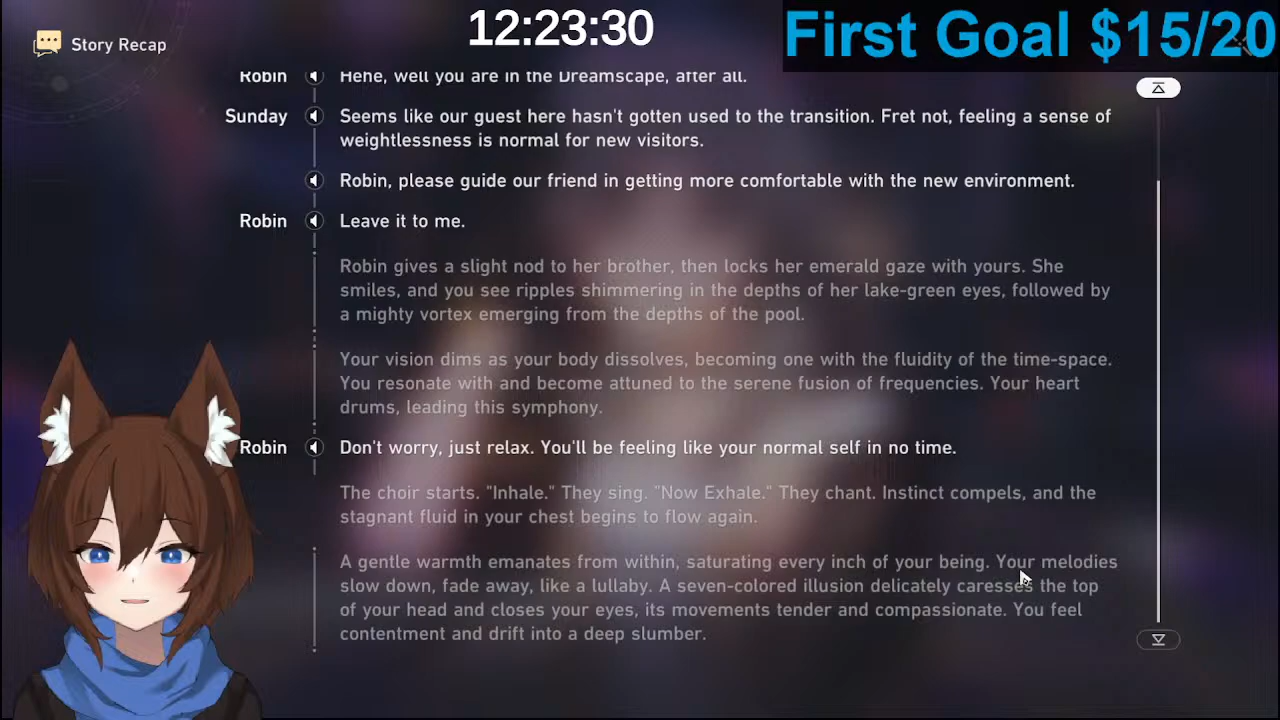 12:23:30
First Goal $15/20
Story Recap
Robin Hehe, well you are in the Dreamscape, after all.
Sunday Seems like our guest here hasn't gotten used to the transition. Fret not, feeling a sense of
weightlessness is normal for new visitors.
Robin, please guide our friend in getting more comfortable with the new environment.
Robin Leave it to me.
Robin gives a slight nod to her brother, then locks her emerald gaze with yours. She
smiles, and you see ripples shimmering in the depths of her lake-green eyes, followed by
a mighty vortex emerging from the depths of the pool.
Your vision dims as your body dissolves, becoming one with the fluidity of the time-space.
You resonate with and become attuned to the serene fusion of frequencies. Your heart
drums, leading this symphony.
Robin Don't worry, just relax. You'll be feeling like your normal self in no time.
The choir starts. "Inhale." They sing. "Now Exhale." They chant. Instinct compels, and the
stagnant fluid in your chest begins to flow again.
A gentle warmth emanates from within, saturating every inch of your being. Your melodies
slow down, fade away, like a lullaby. A seven-colored illusion delicately caresses the top
of your head and closes your eyes, its movements tender and compassionate. You feel
contentment and drift into a deep slumber.